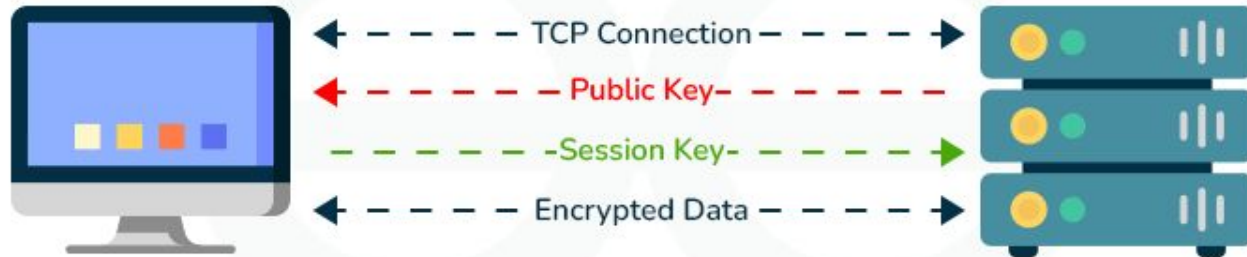 TCP Connection
Public Key
Session Key
Encrypted Data